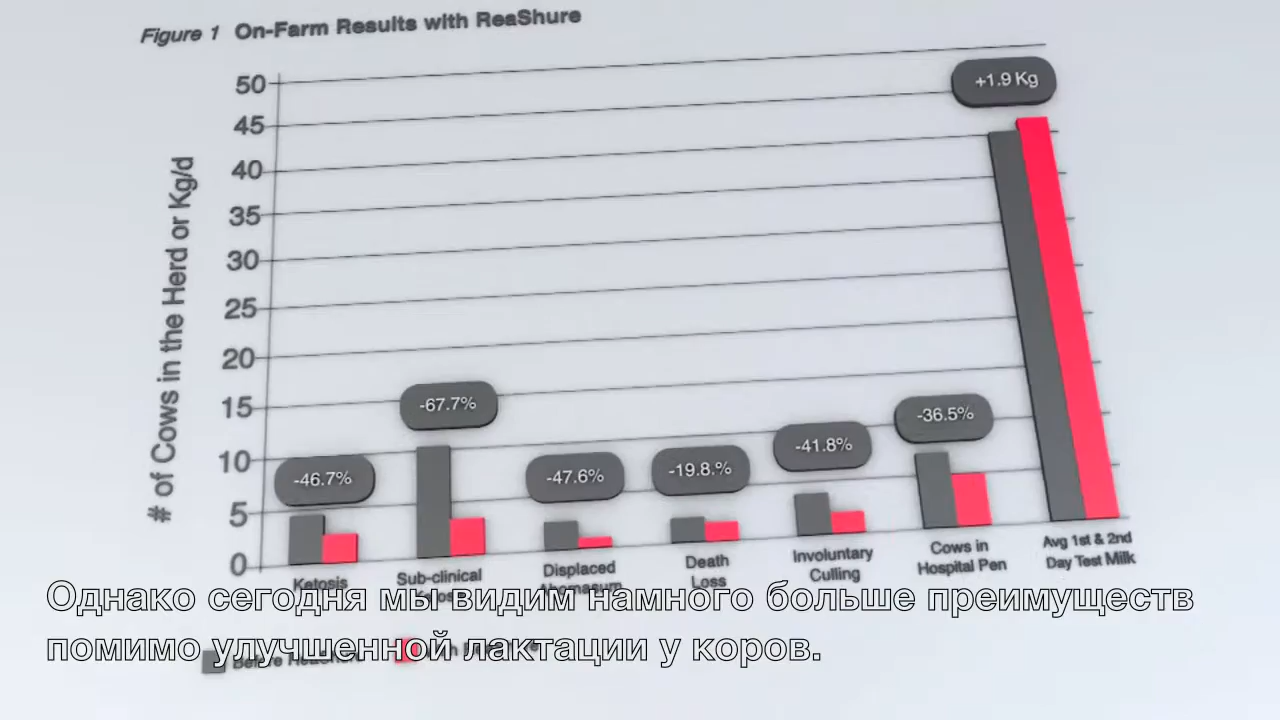 Figure 1 On-Farm Results with ReaShure
50
45
40
35
30
25
20
15
10
5
0
# of Cows in the Herd or Kg/d
+1.9 Kg
-67.7%
-46.7%
-47.6%
-19.8.%
-41.8%
-36.5%
Ketosis
Sub-clinical
Displaced
Death
Loss
Involuntary
Culling
Cows in
Hospital Pen
Avg 1st & 2nd
Day Test Milk
Однако сегодня мы видим намного больше преимуществ
помимо улучшенной лактации у коров.